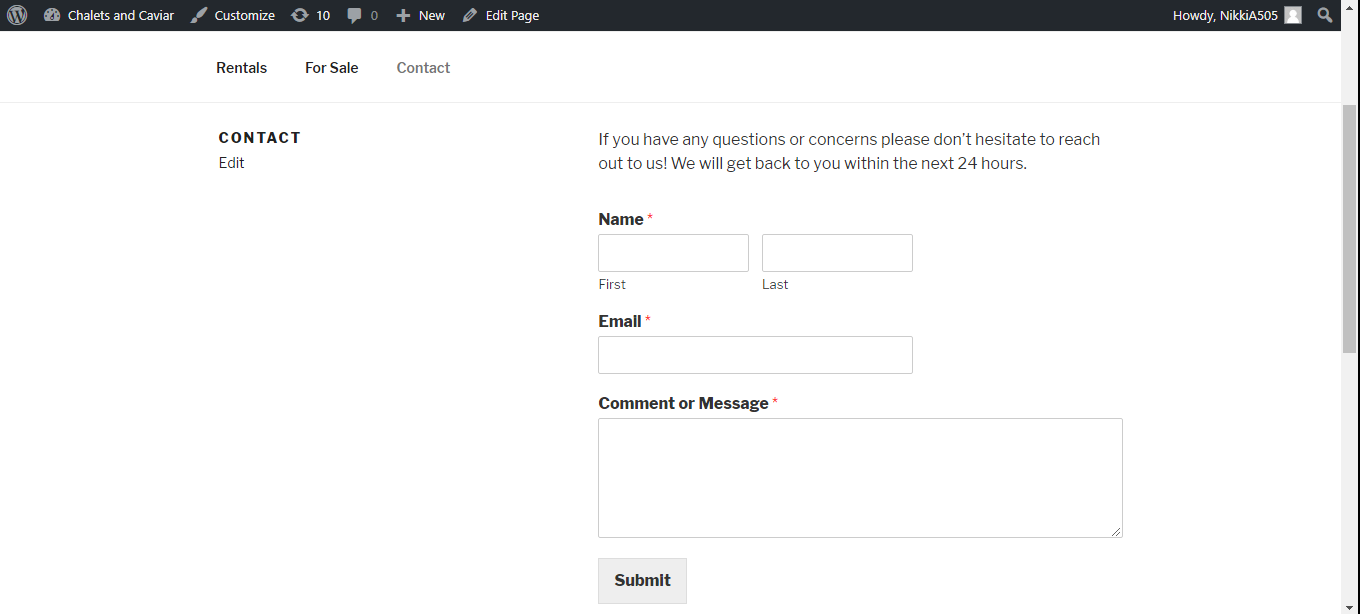 Chalets and Caviar Customize 10 0 New Edit Page Howdy, NikkiA505
Rentals For Sale Contact
CONTACT
Edit
If you have any questions or concerns please don't hesitate to reach
out to us! We will get back to you within the next 24 hours.
Name *
First Last
Email *
Comment or Message *
Submit